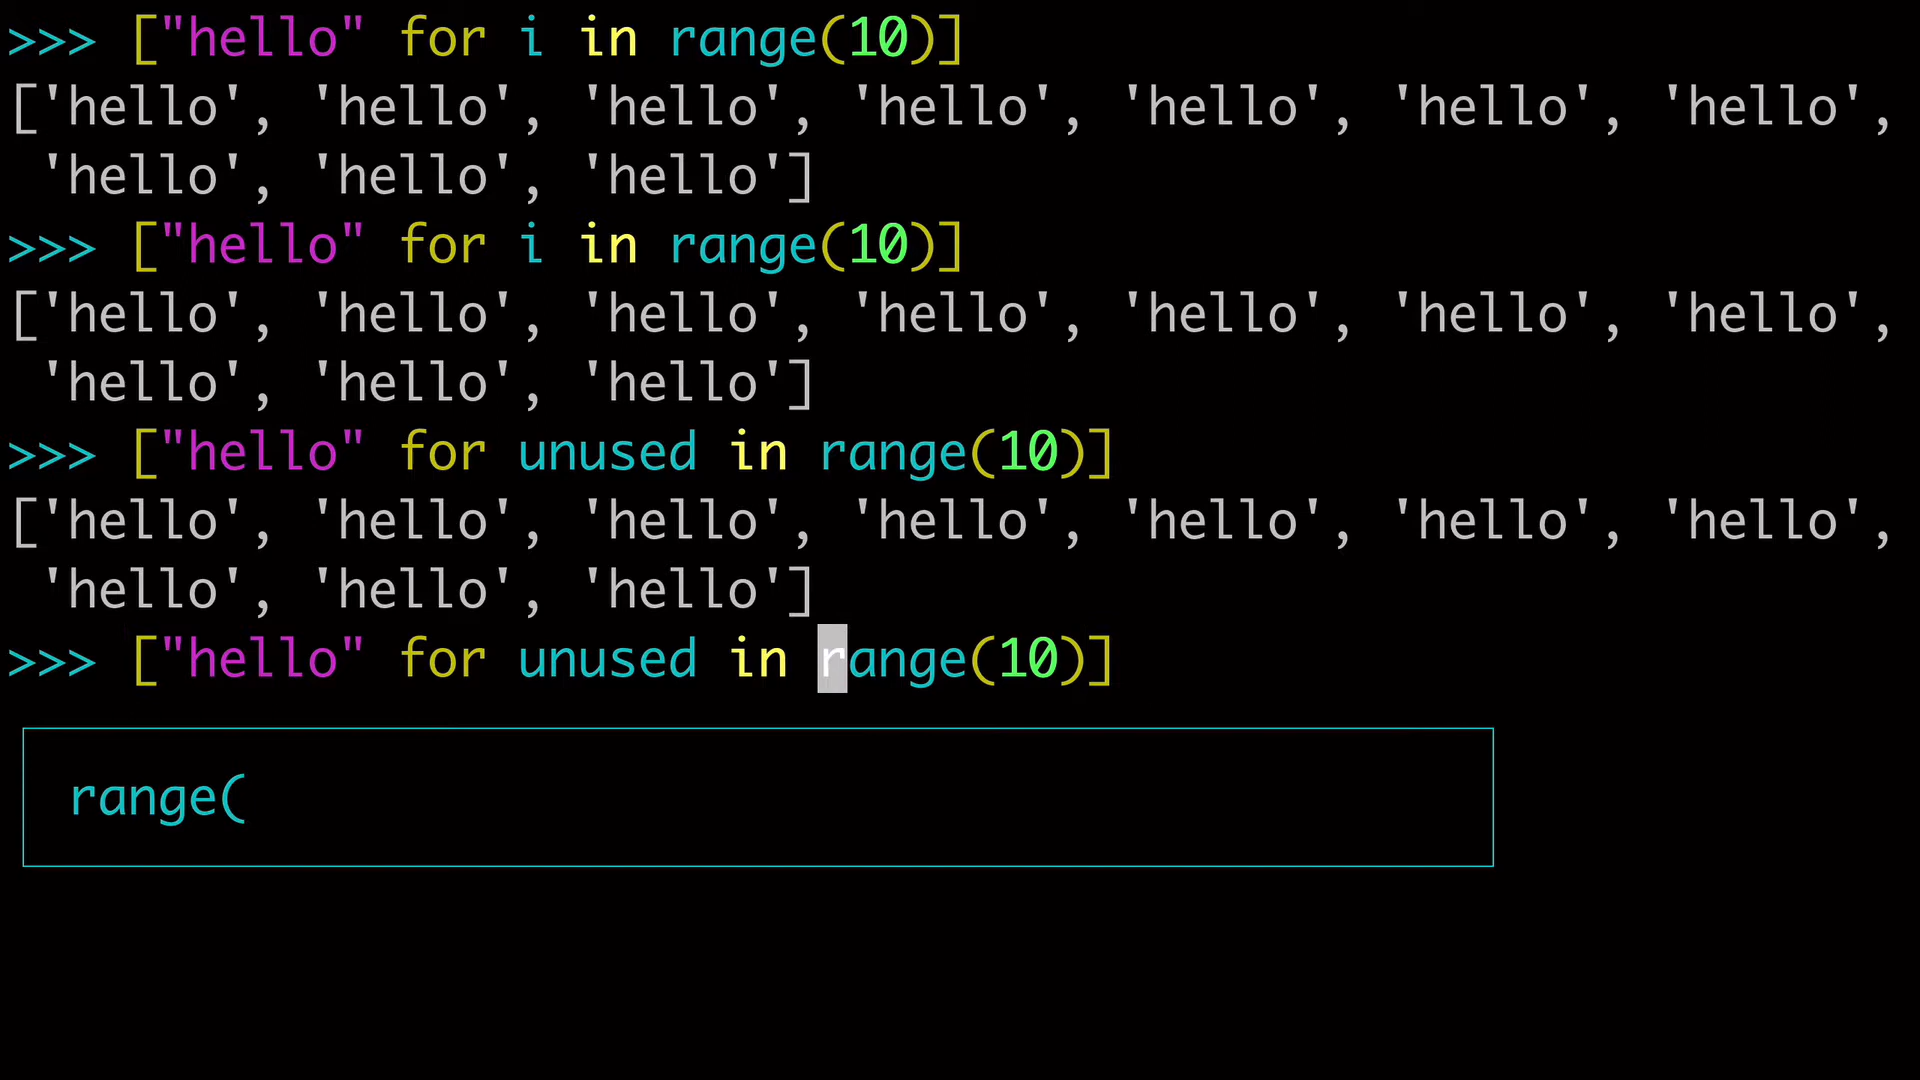 >>> ["hello" for i in range(10)]
['hello', 'hello', 'hello', 'hello', 'hello', 'hello', 'hello',
 'hello', 'hello', 'hello']
>>> ["hello" for i in range(10)]
['hello', 'hello', 'hello', 'hello', 'hello', 'hello', 'hello',
 'hello', 'hello', 'hello']
>>> ["hello" for unused in range(10)]
['hello', 'hello', 'hello', 'hello', 'hello', 'hello', 'hello',
 'hello', 'hello', 'hello']
>>> ["hello" for unused in range(10)]
range(